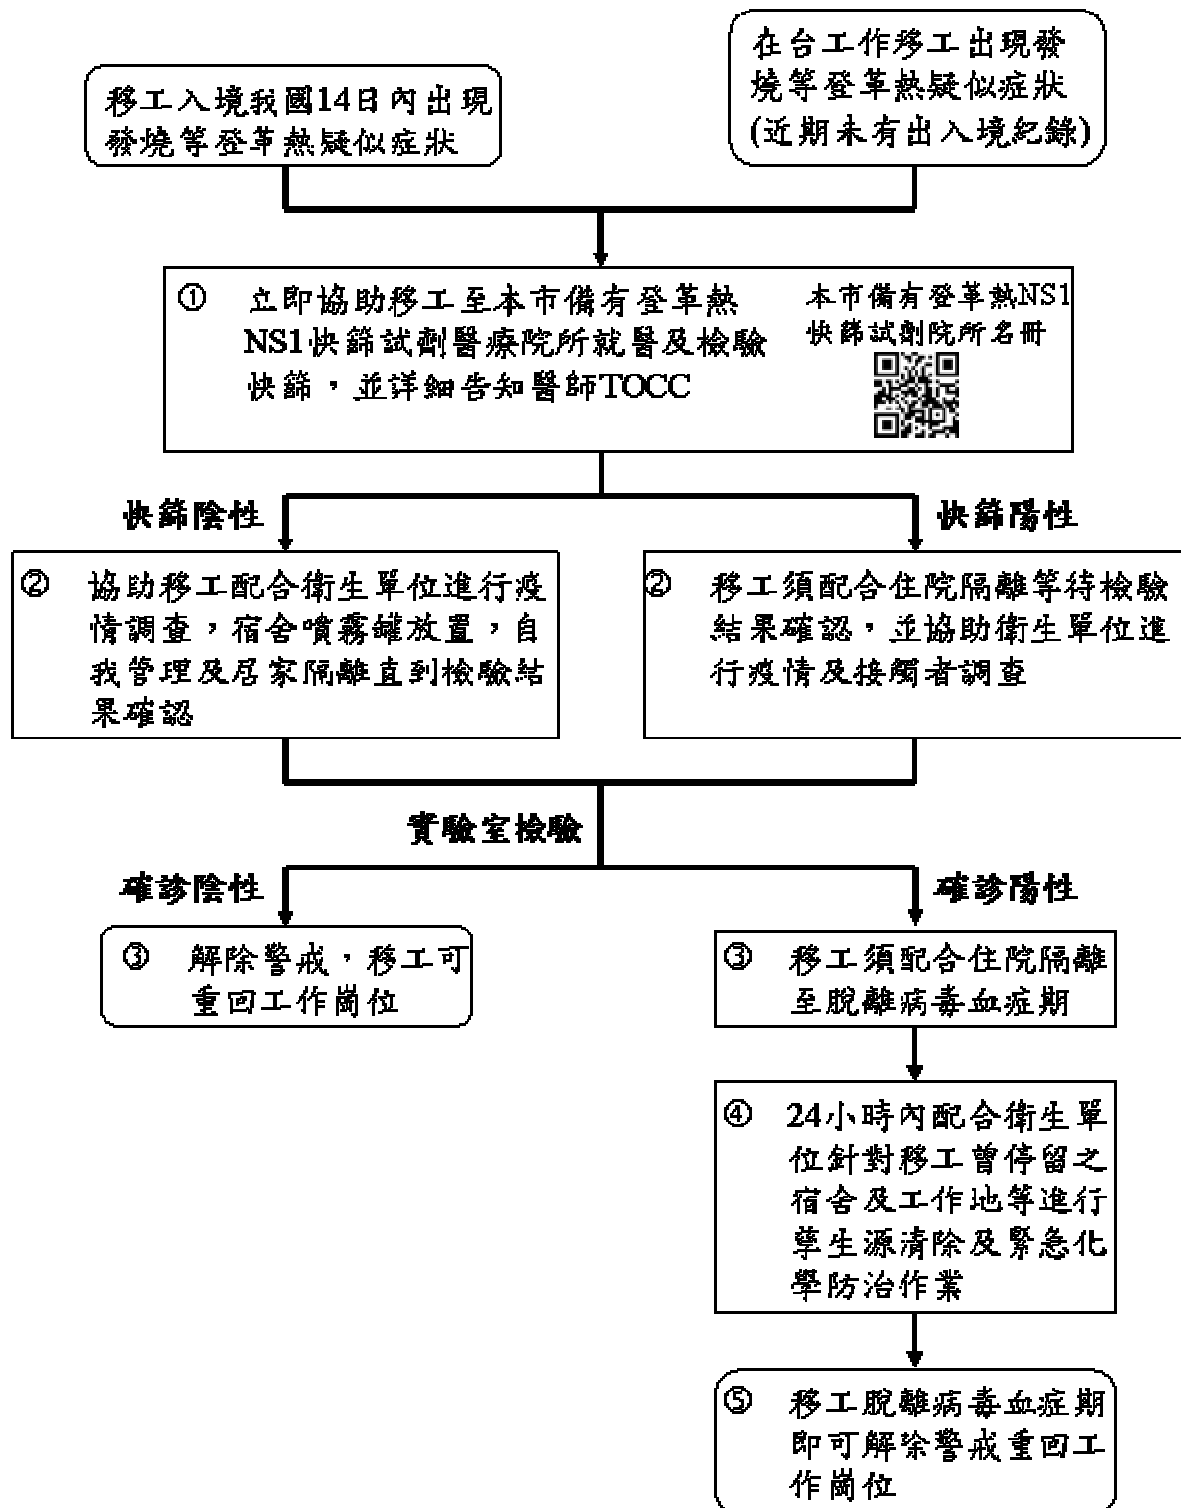 移工入境我國14日內出現
發燒等登革熱疑似症狀
在台工作移工出現發
燒等登革熱疑似症狀
(近期未有出入境紀錄)
① 立即協助移工至本市備有登革熱
NS1快篩試劑醫療院所就醫及檢驗
快篩,並詳細告知醫師TOCC
本市備有登革熱NS1
快篩試劑院所名冊
快篩陰性
快篩陽性
② 協助移工配合衛生單位進行疫
情調查,宿舍噴霧罐放置,自
我管理及居家隔離直到檢驗結
果確認
② 移工須配合住院隔離等待檢驗
結果確認,並協助衛生單位進
行疫情及接觸者調查
實驗室檢驗
確診陰性
確診陽性
③ 解除警戒,移工可
重回工作崗位
③ 移工須配合住院隔離
至脫離病毒血症期
④ 24小時內配合衛生單
位針對移工曾停留之
宿舍及工作地等進行
孳生源清除及緊急化
學防治作業
⑤ 移工脫離病毒血症期
即可解除警戒重回工
作崗位